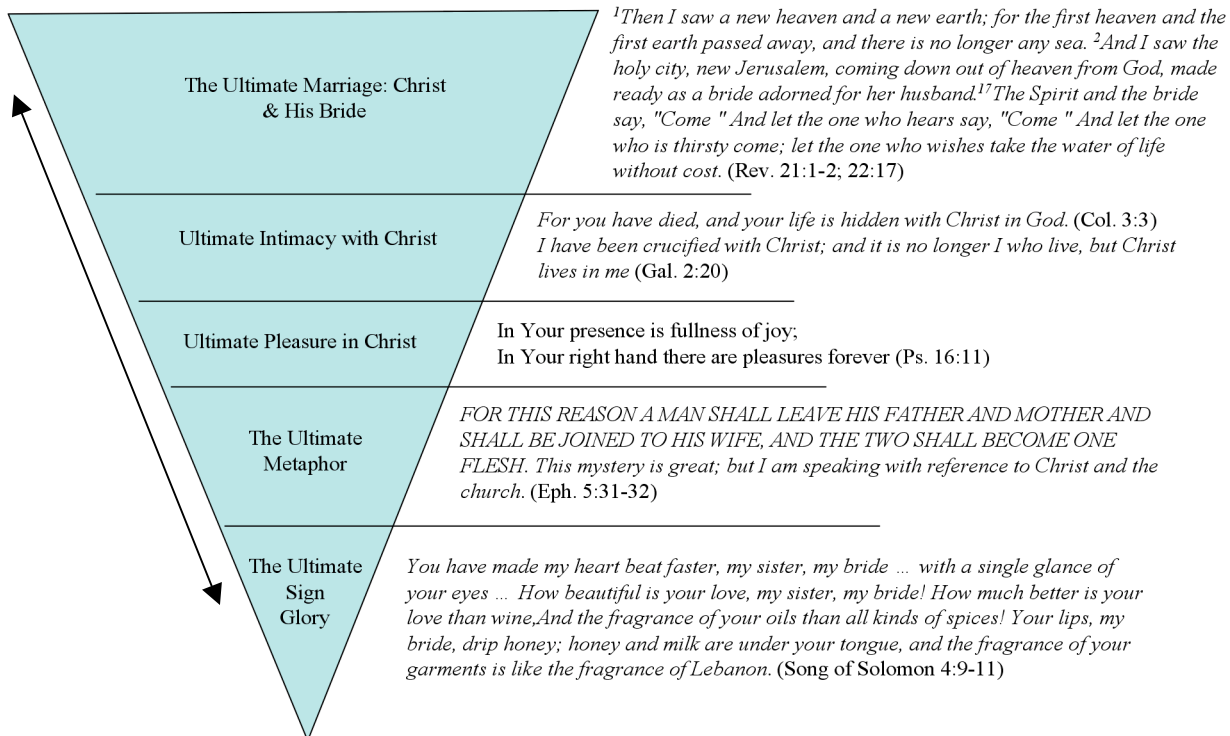 The Ultimate Marriage: Christ
& His Bride
¹Then I saw a new heaven and a new earth; for the first heaven and the
first earth passed away, and there is no longer any sea. ²And I saw the
holy city, new Jerusalem, coming down out of heaven from God, made
ready as a bride adorned for her husband.¹⁷The Spirit and the bride
say, "Come " And let the one who hears say, "Come " And let the one
who is thirsty come; let the one who wishes take the water of life
without cost. (Rev. 21:1-2; 22:17)
Ultimate Intimacy with Christ
For you have died, and your life is hidden with Christ in God. (Col. 3:3)
I have been crucified with Christ; and it is no longer I who live, but Christ
lives in me (Gal. 2:20)
Ultimate Pleasure in Christ
In Your presence is fullness of joy;
In Your right hand there are pleasures forever (Ps. 16:11)
The Ultimate
Metaphor
FOR THIS REASON A MAN SHALL LEAVE HIS FATHER AND MOTHER AND
SHALL BE JOINED TO HIS WIFE, AND THE TWO SHALL BECOME ONE
FLESH. This mystery is great; but I am speaking with reference to Christ and the
church. (Eph. 5:31-32)
The Ultimate
Sign
Glory
You have made my heart beat faster, my sister, my bride ... with a single glance of
your eyes ... How beautiful is your love, my sister, my bride! How much better is your
love than wine,And the fragrance of your oils than all kinds of spices! Your lips, my
bride, drip honey; honey and milk are under your tongue, and the fragrance of your
garments is like the fragrance of Lebanon. (Song of Solomon 4:9-11)